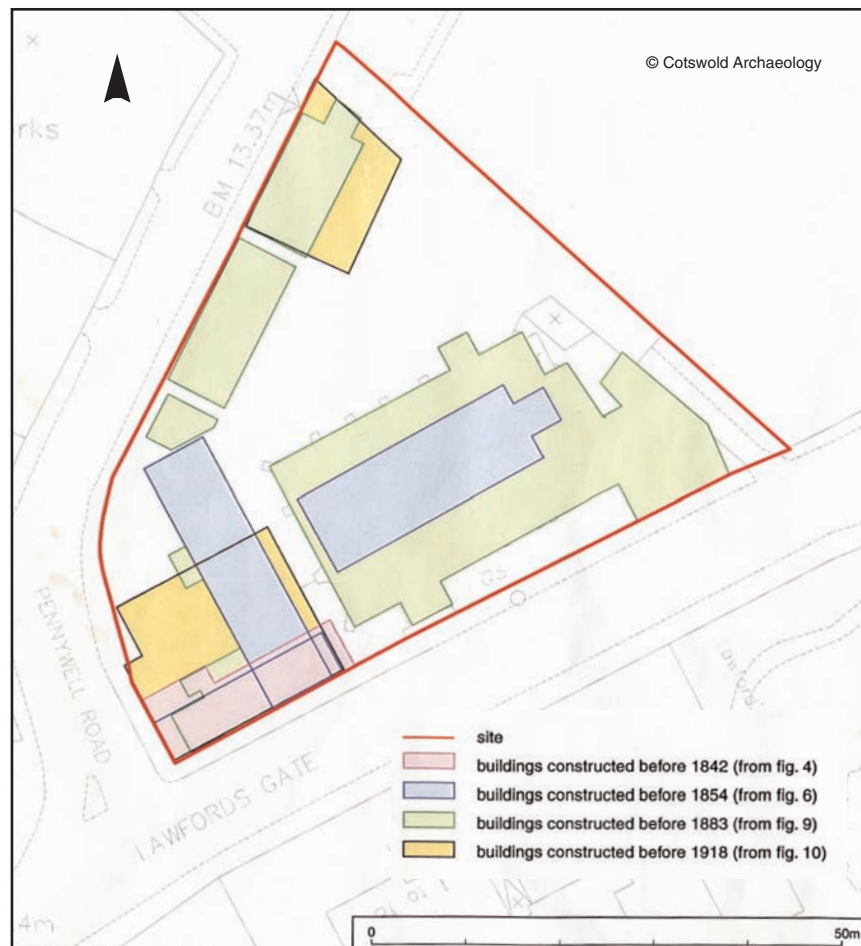 © Cotswold Archaeology
rks
BM 13.37m
PENNYWELL ROAD
LAWFORDS GATE
site
buildings constructed before 1842 (from fig. 4)
buildings constructed before 1854 (from fig. 6)
buildings constructed before 1883 (from fig. 9)
buildings constructed before 1918 (from fig. 10)
4m
0
50m